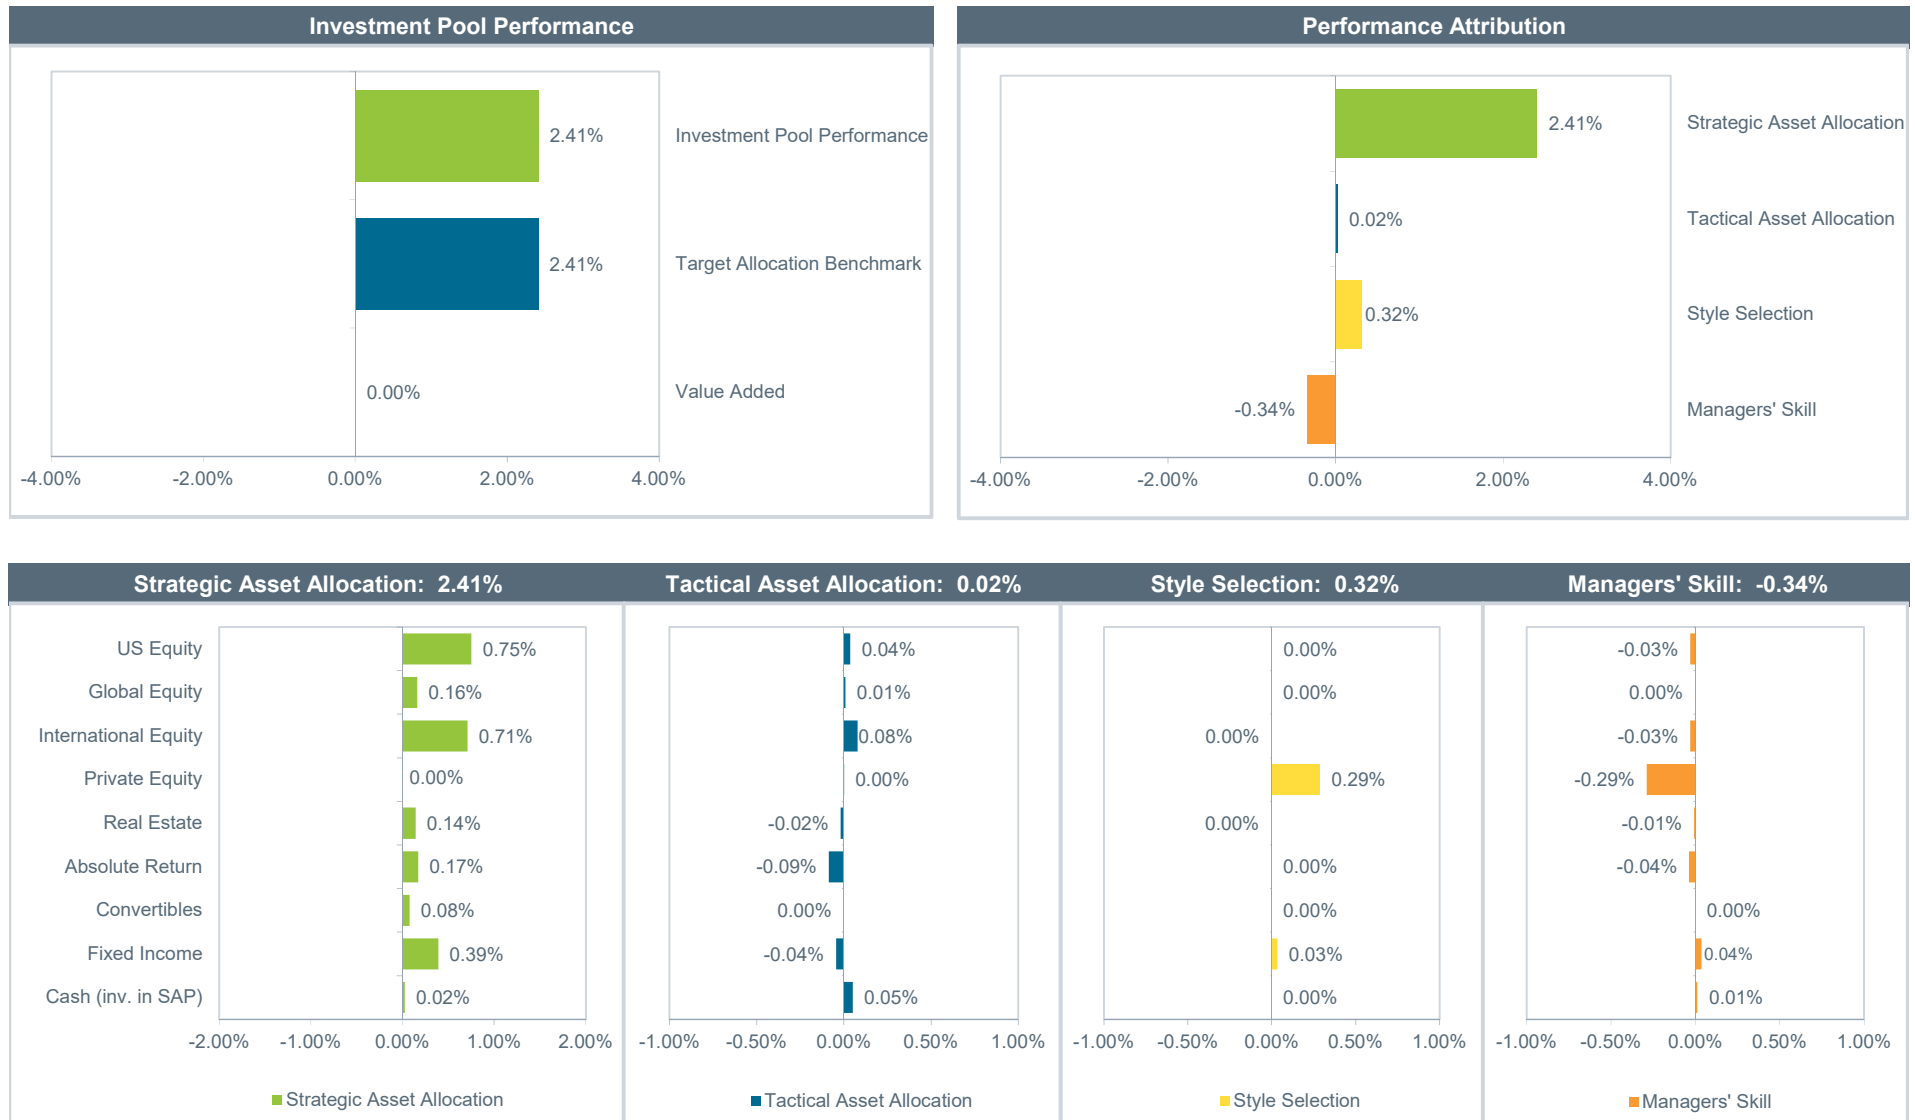 Investment Pool Performance
2.41%
Investment Pool Performance
2.41%
Target Allocation Benchmark
0.00%
Value Added
-4.00% -2.00% 0.00% 2.00% 4.00%
Performance Attribution
2.41%
Strategic Asset Allocation
0.02%
Tactical Asset Allocation
0.32%
Style Selection
-0.34%
Managers' Skill
-4.00% -2.00% 0.00% 2.00% 4.00%
Strategic Asset Allocation: 2.41%
Tactical Asset Allocation: 0.02%
Style Selection: 0.32%
Managers' Skill: -0.34%
US Equity 0.75% 0.04% 0.00% -0.03%
Global Equity 0.16% 0.01% 0.00% 0.00%
International Equity 0.71% 0.08% 0.00% -0.03%
Private Equity 0.00% 0.00% 0.29% -0.29%
Real Estate 0.14% -0.02% 0.00% -0.01%
Absolute Return 0.17% -0.09% 0.00% -0.04%
Convertibles 0.08% 0.00% 0.00% 0.00%
Fixed Income 0.39% -0.04% 0.03% 0.04%
Cash (inv. in SAP) 0.02% 0.05% 0.00% 0.01%
-2.00% -1.00% 0.00% 1.00% 2.00%
-1.00% -0.50% 0.00% 0.50% 1.00%
-1.00% -0.50% 0.00% 0.50% 1.00%
-1.00% -0.50% 0.00% 0.50% 1.00%
Strategic Asset Allocation
Tactical Asset Allocation
Style Selection
Managers' Skill